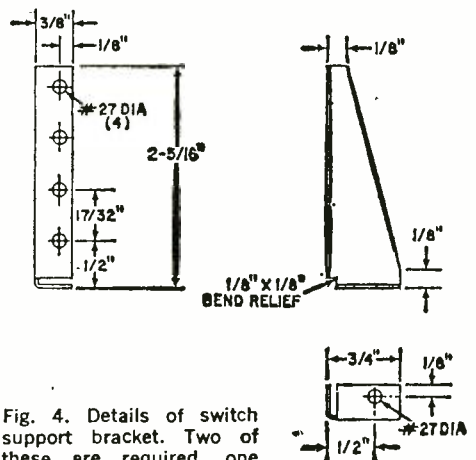 3/8"
1/8"
#27 DIA
(4)
2-5/16"
17/32"
1/2"
1/8"
1/8"
1/8" X 1/8"
BEND RELIEF
3/4"
1/8"
#27 DIA
1/2"
Fig. 4. Details of switch
support bracket. Two of
these are required, one